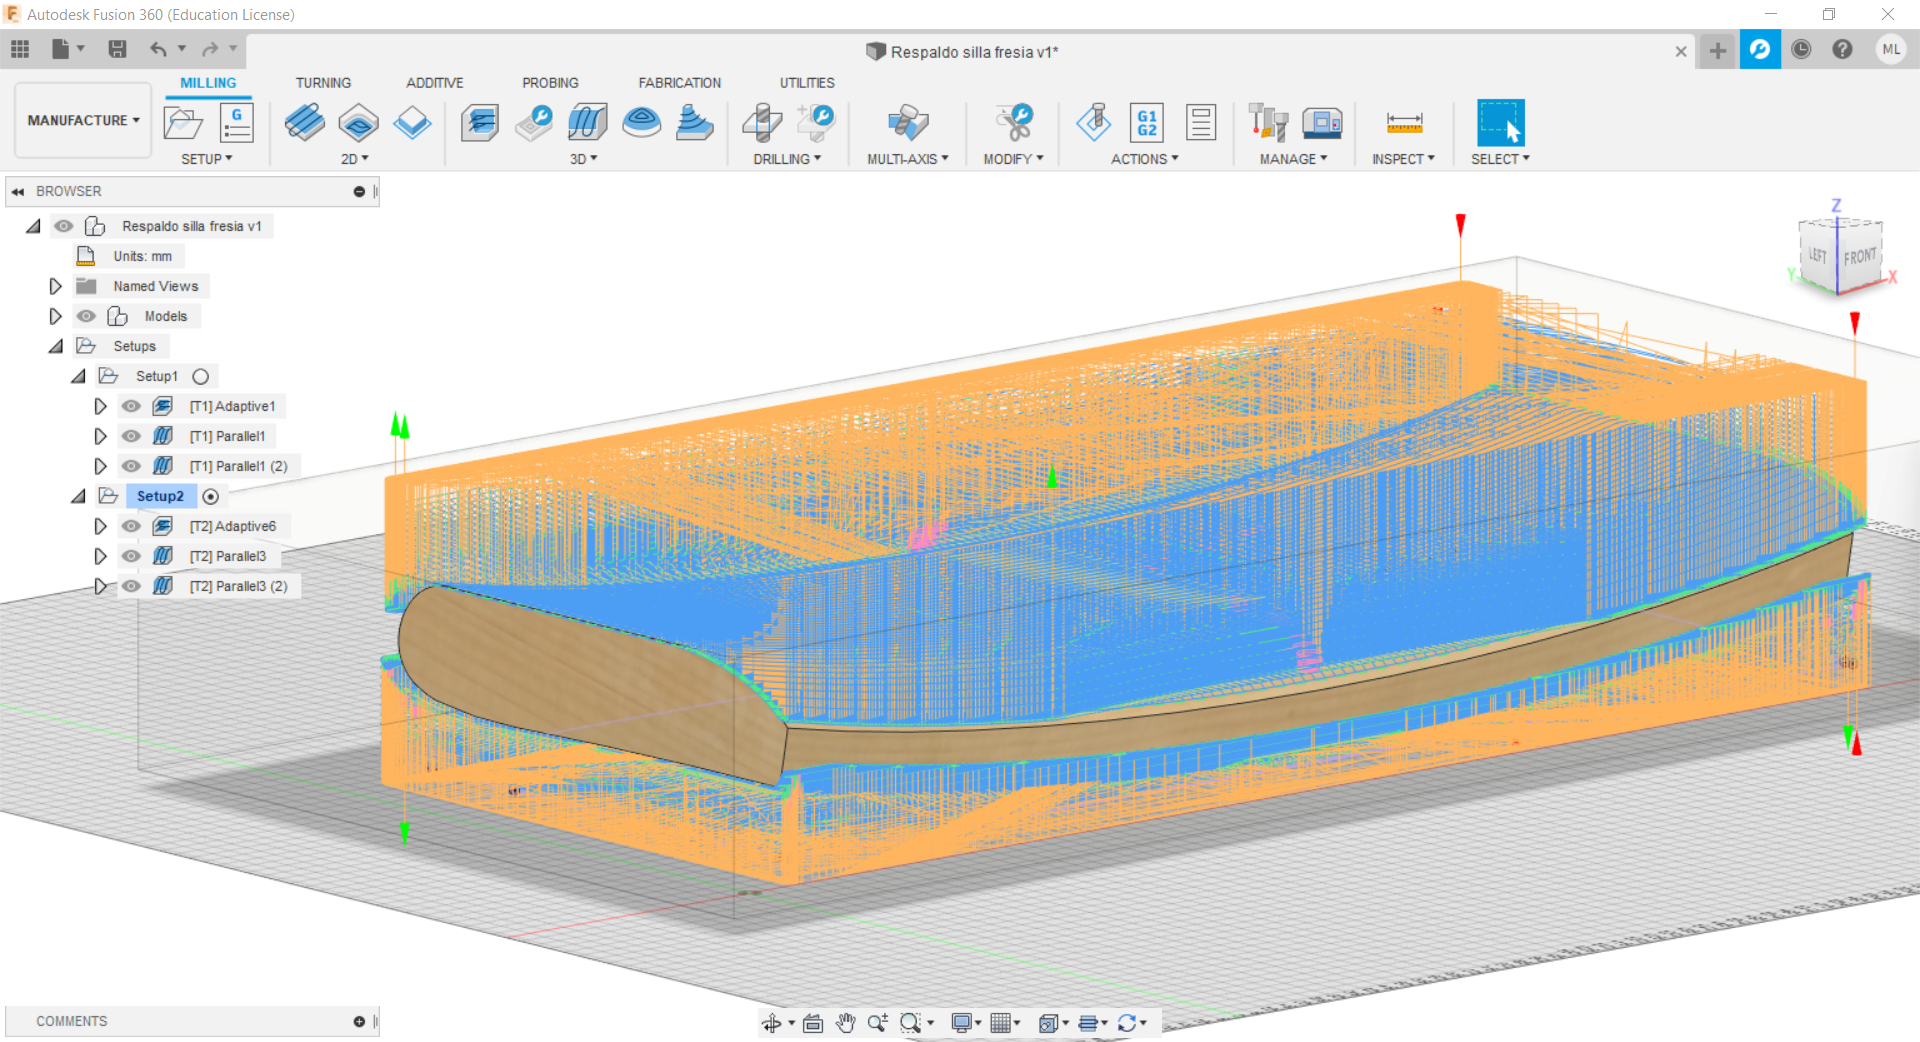 Autodesk Fusion 360 (Education License)
Respaldo silla fresia v1*
ML
MANUFACTURE
MILLING
TURNING
ADDITIVE
PROBING
FABRICATION
UTILITIES
G
G1
G2
SETUP
2D
3D
DRILLING
MULTI-AXIS
MODIFY
ACTIONS
MANAGE
INSPECT
SELECT
BROWSER
Respaldo silla fresia v1
Units: mm
Named Views
Models
Setups
Setup1
[T1] Adaptive1
[T1] Parallel1
[T1] Parallel1 (2)
Setup2
[T2] Adaptive6
[T2] Parallel3
[T2] Parallel3 (2)
Z
LEFT
FRONT
Y
X
COMMENTS